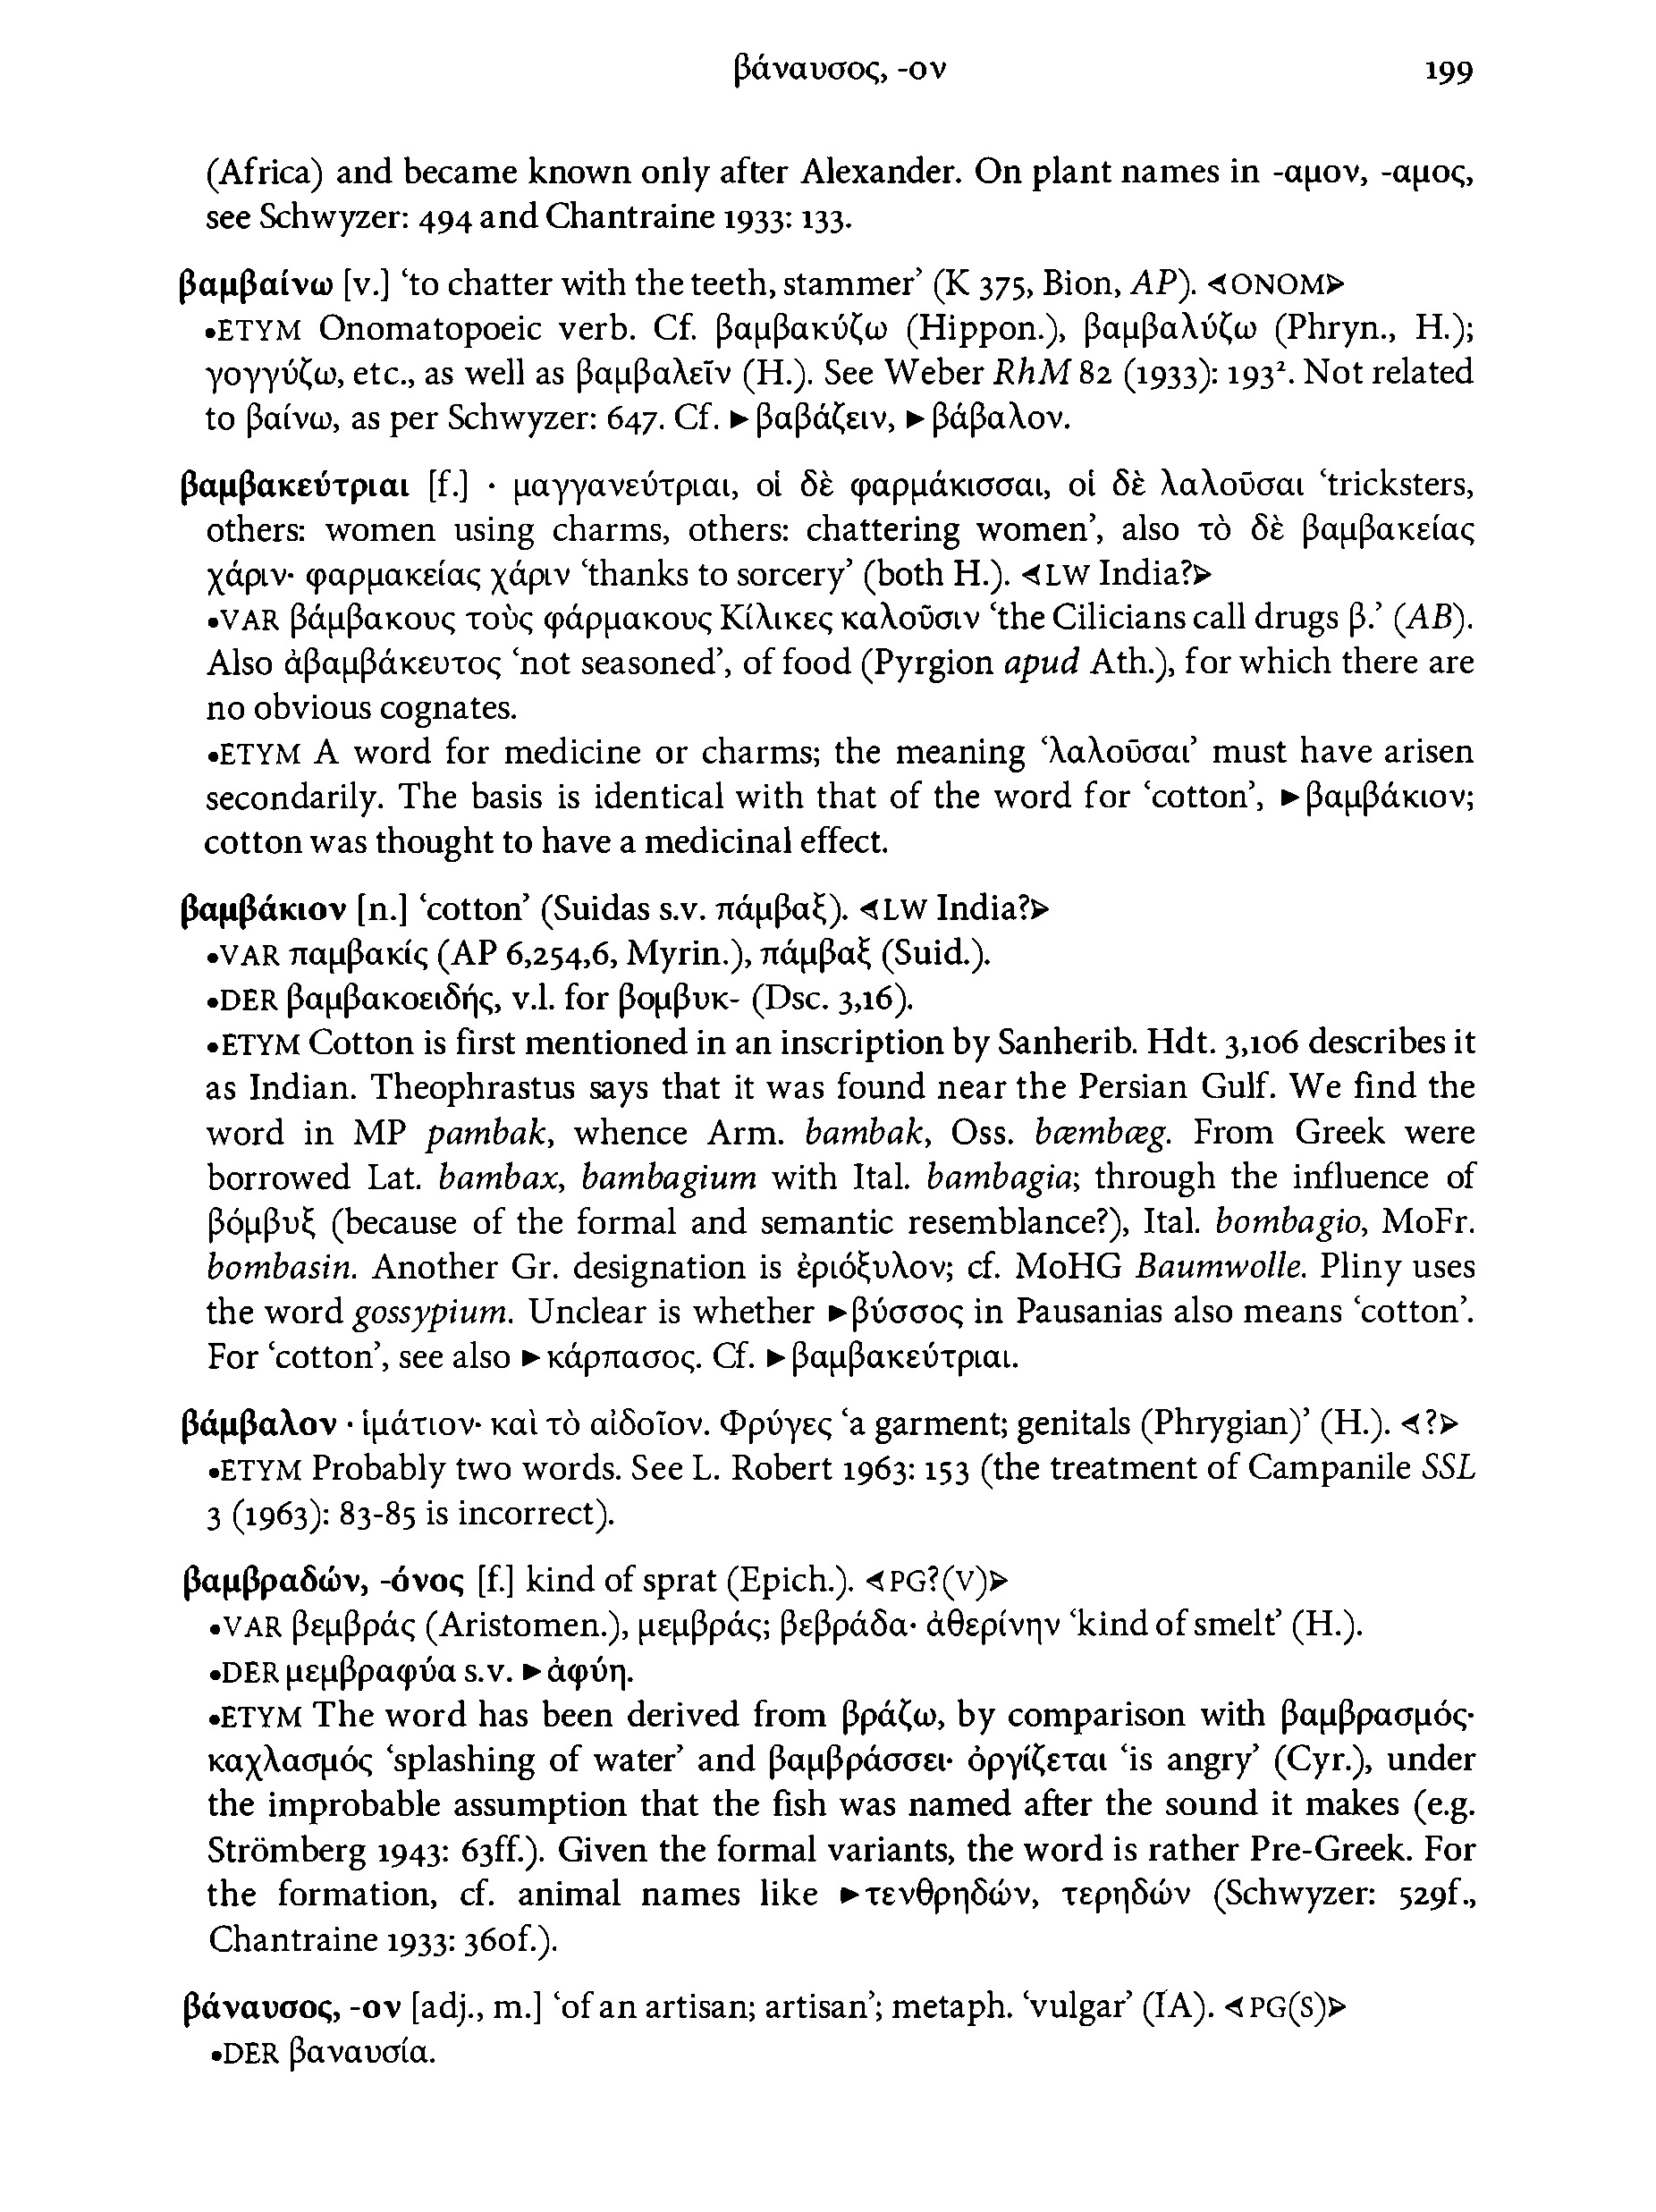 βάναυσος, -ον 199
(Africa) and became known only after Alexander. On plant names in -αμον, -αμος,
see Schwyzer: 494 and Chantraine 1933: 133.
βαμβαίνω [v.] ‘to chatter with the teeth, stammer’ (K 375, Bion, AP). ◁ONOM▷
•ETYM Onomatopoeic verb. Cf. βαμβακύζω (Hippon.), βαμβαλύζω (Phryn., H.);
γογγύζω, etc., as well as βαμβαλεῖν (H.). See Weber RhM 82 (1933): 193². Not related
to βαίνω, as per Schwyzer: 647. Cf. ►βαβάζειν, ►βάβαλον.
βαμβακεύτριαι [f.] · μαγγανεύτριαι, οἱ δὲ φαρμάκισσαι, οἱ δὲ λαλοῦσαι ‘tricksters,
others: women using charms, others: chattering women’, also τὸ δὲ βαμβακείας
χάριν· φαρμακείας χάριν ‘thanks to sorcery’ (both H.). ◁LW India?▷
•VAR βάμβακους τοὺς φάρμακους Κίλικες καλοῦσιν ‘the Cilicians call drugs β.’ (AB).
Also ἀβαμβάκευτος ‘not seasoned’, of food (Pyrgion apud Ath.), for which there are
no obvious cognates.
•ETYM A word for medicine or charms; the meaning ‘λαλοῦσαι’ must have arisen
secondarily. The basis is identical with that of the word for ‘cotton’, ►βαμβάκιον;
cotton was thought to have a medicinal effect.
βαμβάκιον [n.] ‘cotton’ (Suidas s.v. πάμβαξ). ◁LW India?▷
•VAR παμβακίς (AP 6,254,6, Myrin.), πάμβαξ (Suid.).
•DER βαμβακοειδής, v.l. for βομβυκ- (Dsc. 3,16).
•ETYM Cotton is first mentioned in an inscription by Sanherib. Hdt. 3,106 describes it
as Indian. Theophrastus says that it was found near the Persian Gulf. We find the
word in MP pambak, whence Arm. bambak, Oss. bæmbæg. From Greek were
borrowed Lat. bambax, bambagium with Ital. bambagia; through the influence of
βόμβυξ (because of the formal and semantic resemblance?), Ital. bombagio, MoFr.
bombasin. Another Gr. designation is ἐριόξυλον; cf. MoHG Baumwolle. Pliny uses
the word gossypium. Unclear is whether ►βύσσος in Pausanias also means ‘cotton’.
For ‘cotton’, see also ►κάρπασος. Cf. ►βαμβακεύτριαι.
βάμβαλον · ἱμάτιον· καὶ τὸ αἰδοῖον. Φρύγες ‘a garment; genitals (Phrygian)’ (H.). ◁?▷
•ETYM Probably two words. See L. Robert 1963: 153 (the treatment of Campanile SSL
3 (1963): 83-85 is incorrect).
βαμβραδών, -όνος [f.] kind of sprat (Epich.). ◁PG?(V)▷
•VAR βεμβράς (Aristomen.), μεμβράς; βεβράδα· ἀθερίνην ‘kind of smelt’ (H.).
•DER μεμβραφύα s.v. ►ἀφύη.
•ETYM The word has been derived from βράζω, by comparison with βαμβρασμός·
καχλασμός ‘splashing of water’ and βαμβράσσει· ὀργίζεται ‘is angry’ (Cyr.), under
the improbable assumption that the fish was named after the sound it makes (e.g.
Strömberg 1943: 63ff.). Given the formal variants, the word is rather Pre-Greek. For
the formation, cf. animal names like ►τενθρηδών, τερηδών (Schwyzer: 529f.,
Chantraine 1933: 360f.).
βάναυσος, -ον [adj., m.] ‘of an artisan; artisan’; metaph. ‘vulgar’ (IA). ◁PG(S)▷
•DER βαναυσία.